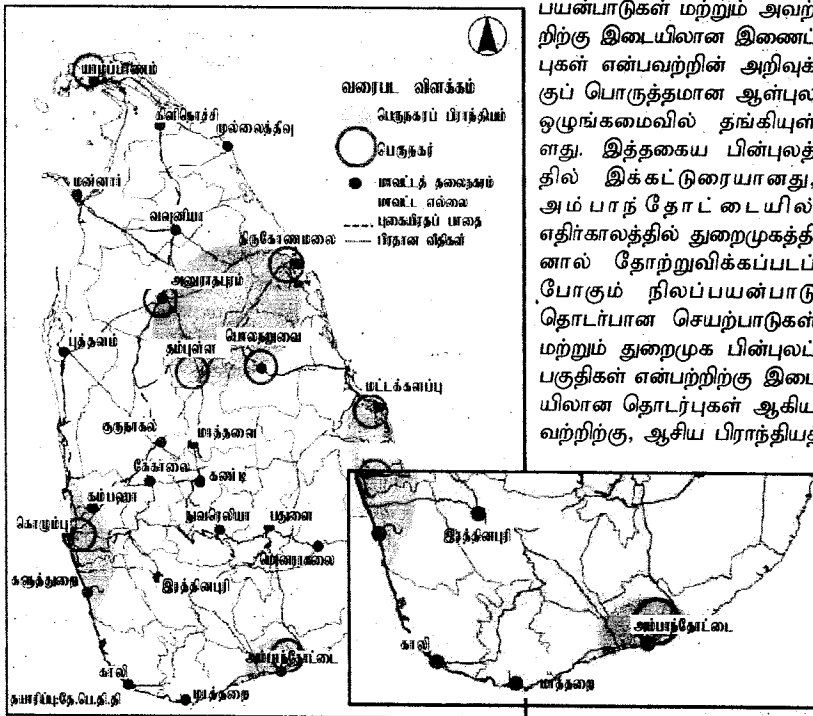 பயன்பாடுகள் மற்றும் அவற்
றிற்கு இடையிலான இணைப்
புகள் என்பவற்றின் அறிவுக்
குப் பொருத்தமான ஆள்புல
ஒழுங்கமைவில் தங்கியுள்
ளது. இத்தகைய பின்புலத்
தில் இக்கட்டுரையானது,
அம்பாந்தோட்டையில்
எதிர்காலத்தில் துறைமுகத்தி
னால் தோற்றுவிக்கப்படப்
போகும் நிலப்பயன்பாடு
தொடர்பான செயற்பாடுகள்
மற்றும் துறைமுக பின்புலப்
பகுதிகள் என்பற்றிற்கு இடை
யிலான தொடர்புகள் ஆகிய
வற்றிற்கு, ஆசிய பிராந்திய
வரைபட விளக்கம்
பெருநகரப் பிராந்தியம்
பெருநகர்
மாவட்டத் தலைநகரம்
மாவட்ட எல்லை
புகையிரதப் பாதை
பிரதான வீதிகள்
யாழ்ப்பாணம்
கிளிநொச்சி
முல்லைத்தீவு
மன்னார்
வவுனியா
திருகோணமலை
அனுராதபுரம்
பொலநறுவை
தம்புள்ள
புத்தளம்
மட்டக்களப்பு
குருநாகல்
மாத்தளை
கேகாலை
கண்டி
கம்பஹா
கொழும்பு
நுவரெலியா
பதுளை
மொனராகலை
களுத்துறை
இரத்தினபுரி
அம்பாந்தோட்டை
காலி
மாத்தறை
தயாரிப்பு:தே.பெ.தி.தி
இரத்தினபுரி
அம்பாந்தோட்டை
காலி
மாத்தறை